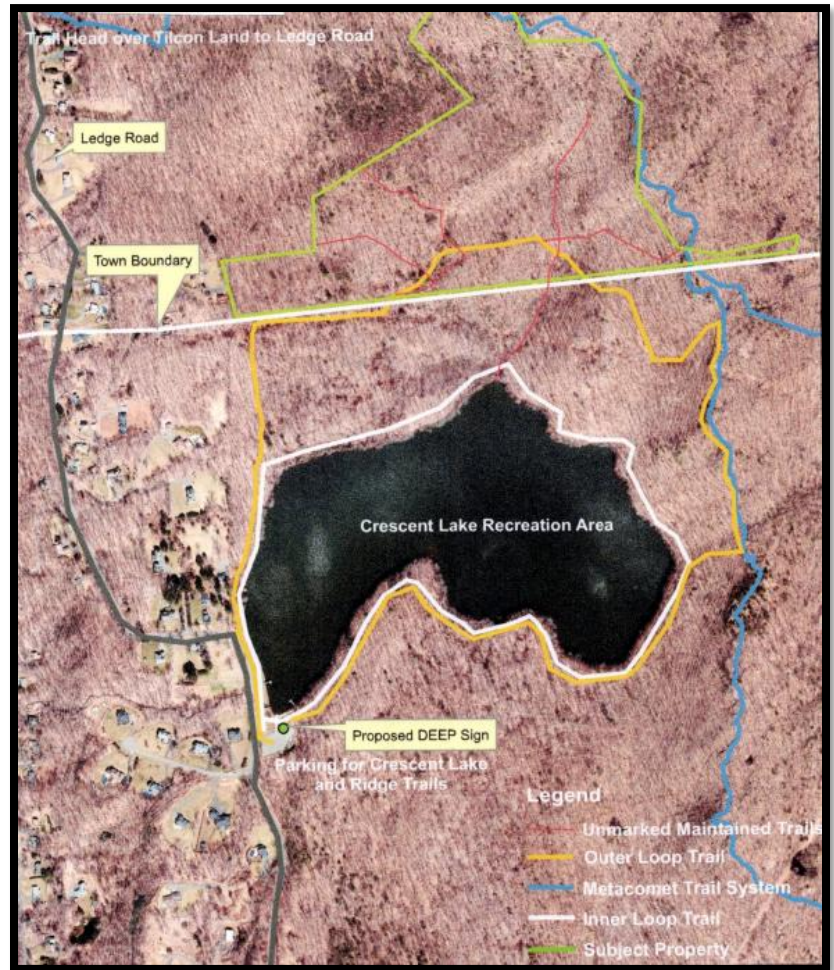 Trail Head over Tilcon Land to Ledge Road
Ledge Road
Town Boundary
Crescent Lake Recreation Area
Proposed DEEP Sign
Parking for Crescent Lake
and Ridge Trails
Legend
Unmarked Maintained Trails
Outer Loop Trail
Metacomet Trail System
Inner Loop Trail
Subject Property